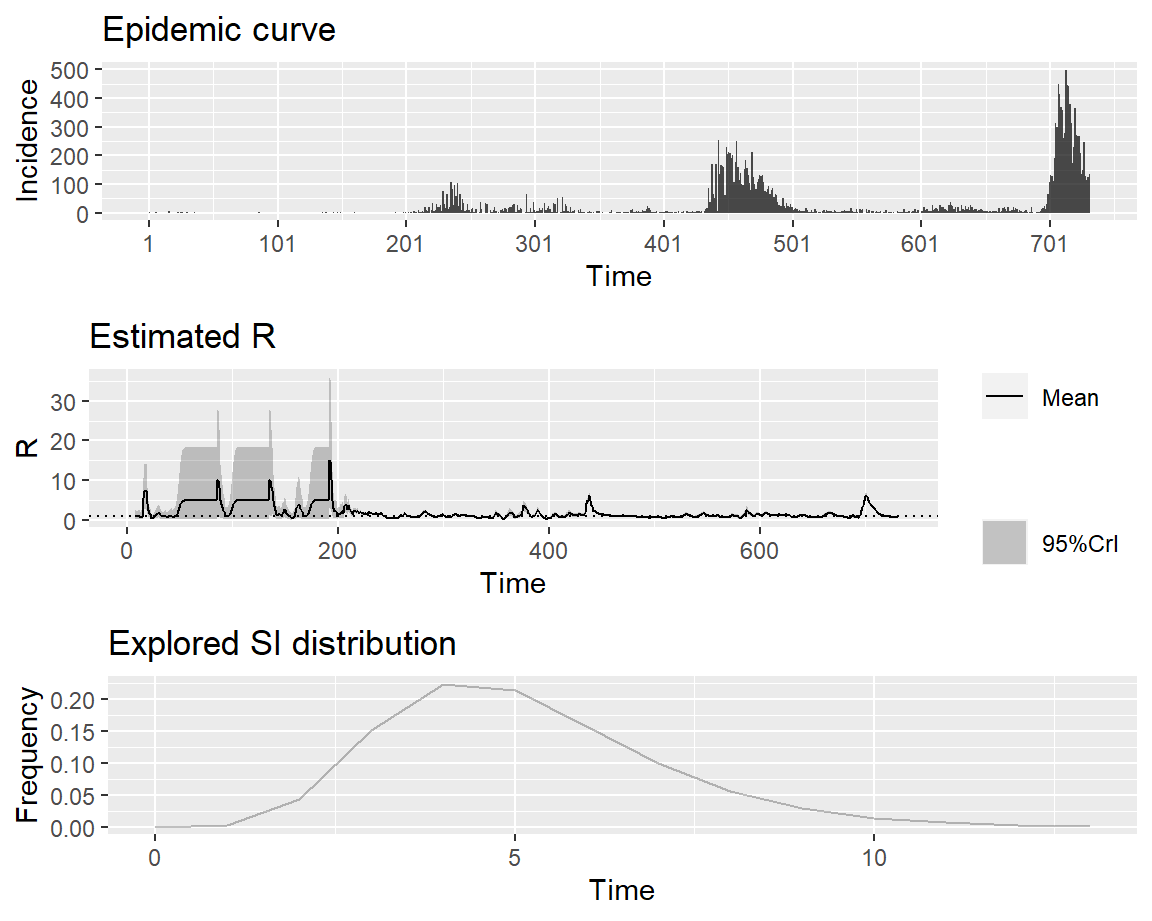 Epidemic curve
500
400
300
200
100
0
Incidence
1 101 201 301 401 501 601 701
Time
Estimated R
30
20
10
0
R
0 200 400 600
Time
Mean
95%CrI
Explored SI distribution
0.20
0.15
0.10
0.05
0.00
Frequency
0 5 10
Time